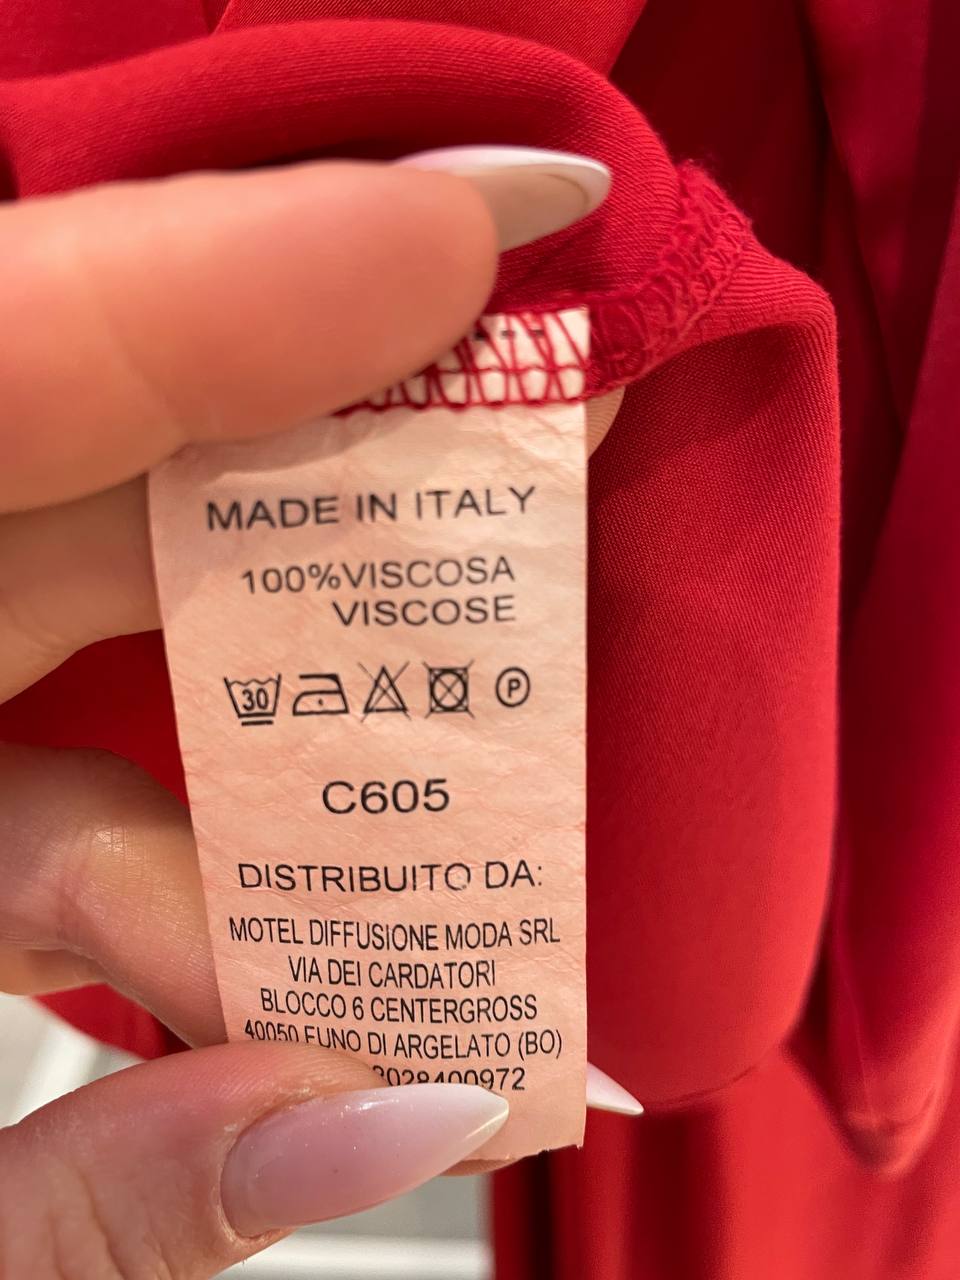 MADE IN ITALY
100%VISCOSA
VISCOSE
30 P
C605
DISTRIBUITO DA:
MOTEL DIFFUSIONE MODA SRL
VIA DEI CARDATORI
BLOCCO 6 CENTERGROSS
40050 FUNO DI ARGELATO (BO)